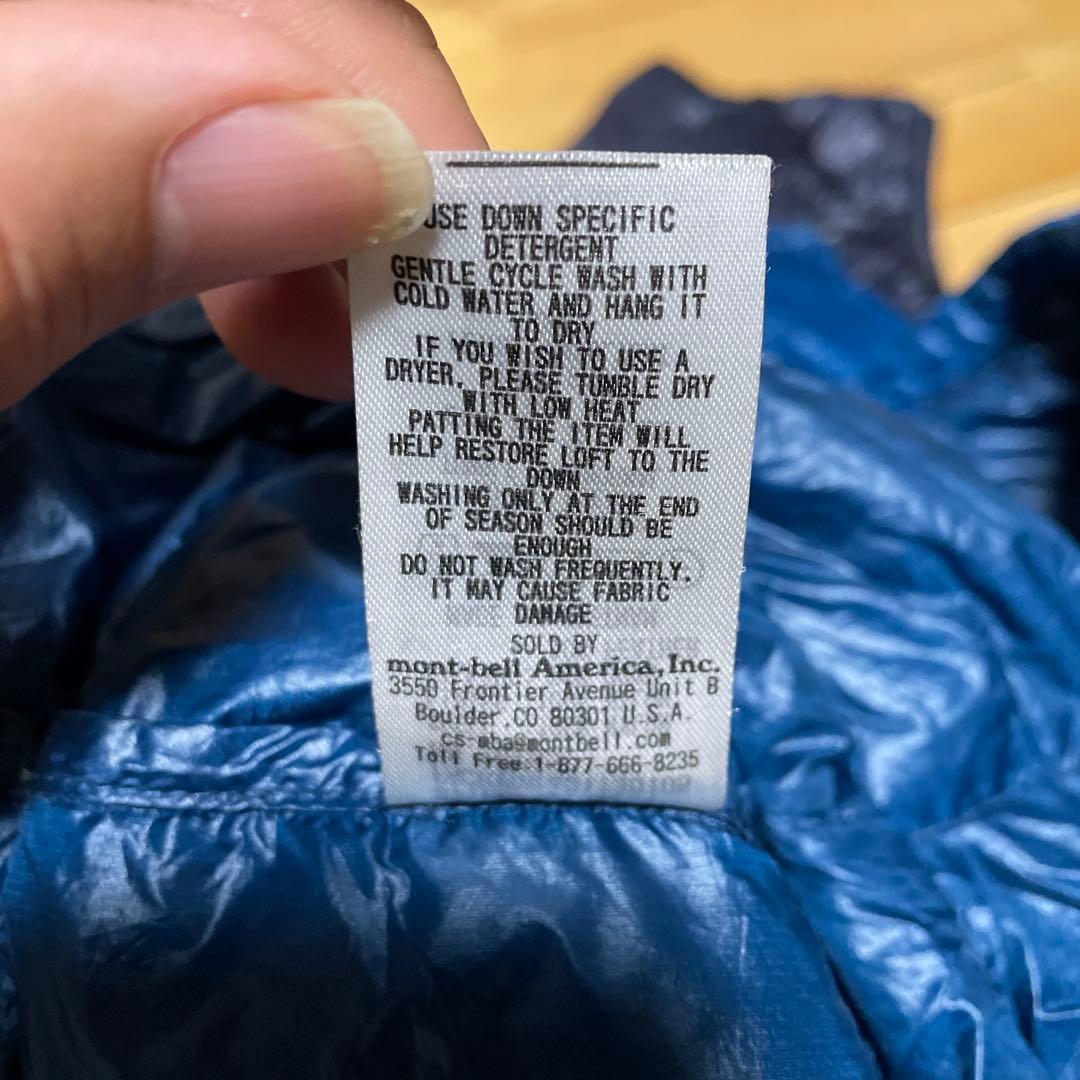 USE DOWN SPECIFIC
DETERGENT
GENTLE CYCLE WASH WITH
COLD WATER AND HANG IT
TO DRY
IF YOU WISH TO USE A
DRYER, PLEASE TUMBLE DRY
WITH LOW HEAT
PATTING THE ITEM WILL
HELP RESTORE LOFT TO THE
DOWN
WASHING ONLY AT THE END
OF SEASON SHOULD BE
ENOUGH
DO NOT WASH FREQUENTLY.
IT MAY CAUSE FABRIC
DAMAGE
SOLD BY
mont-bell America, Inc.
3550 Frontier Avenue Unit B
Boulder,CO 80301 U.S.A.
cs-mba@montbell.com
Toll Free:1-877-666-8235